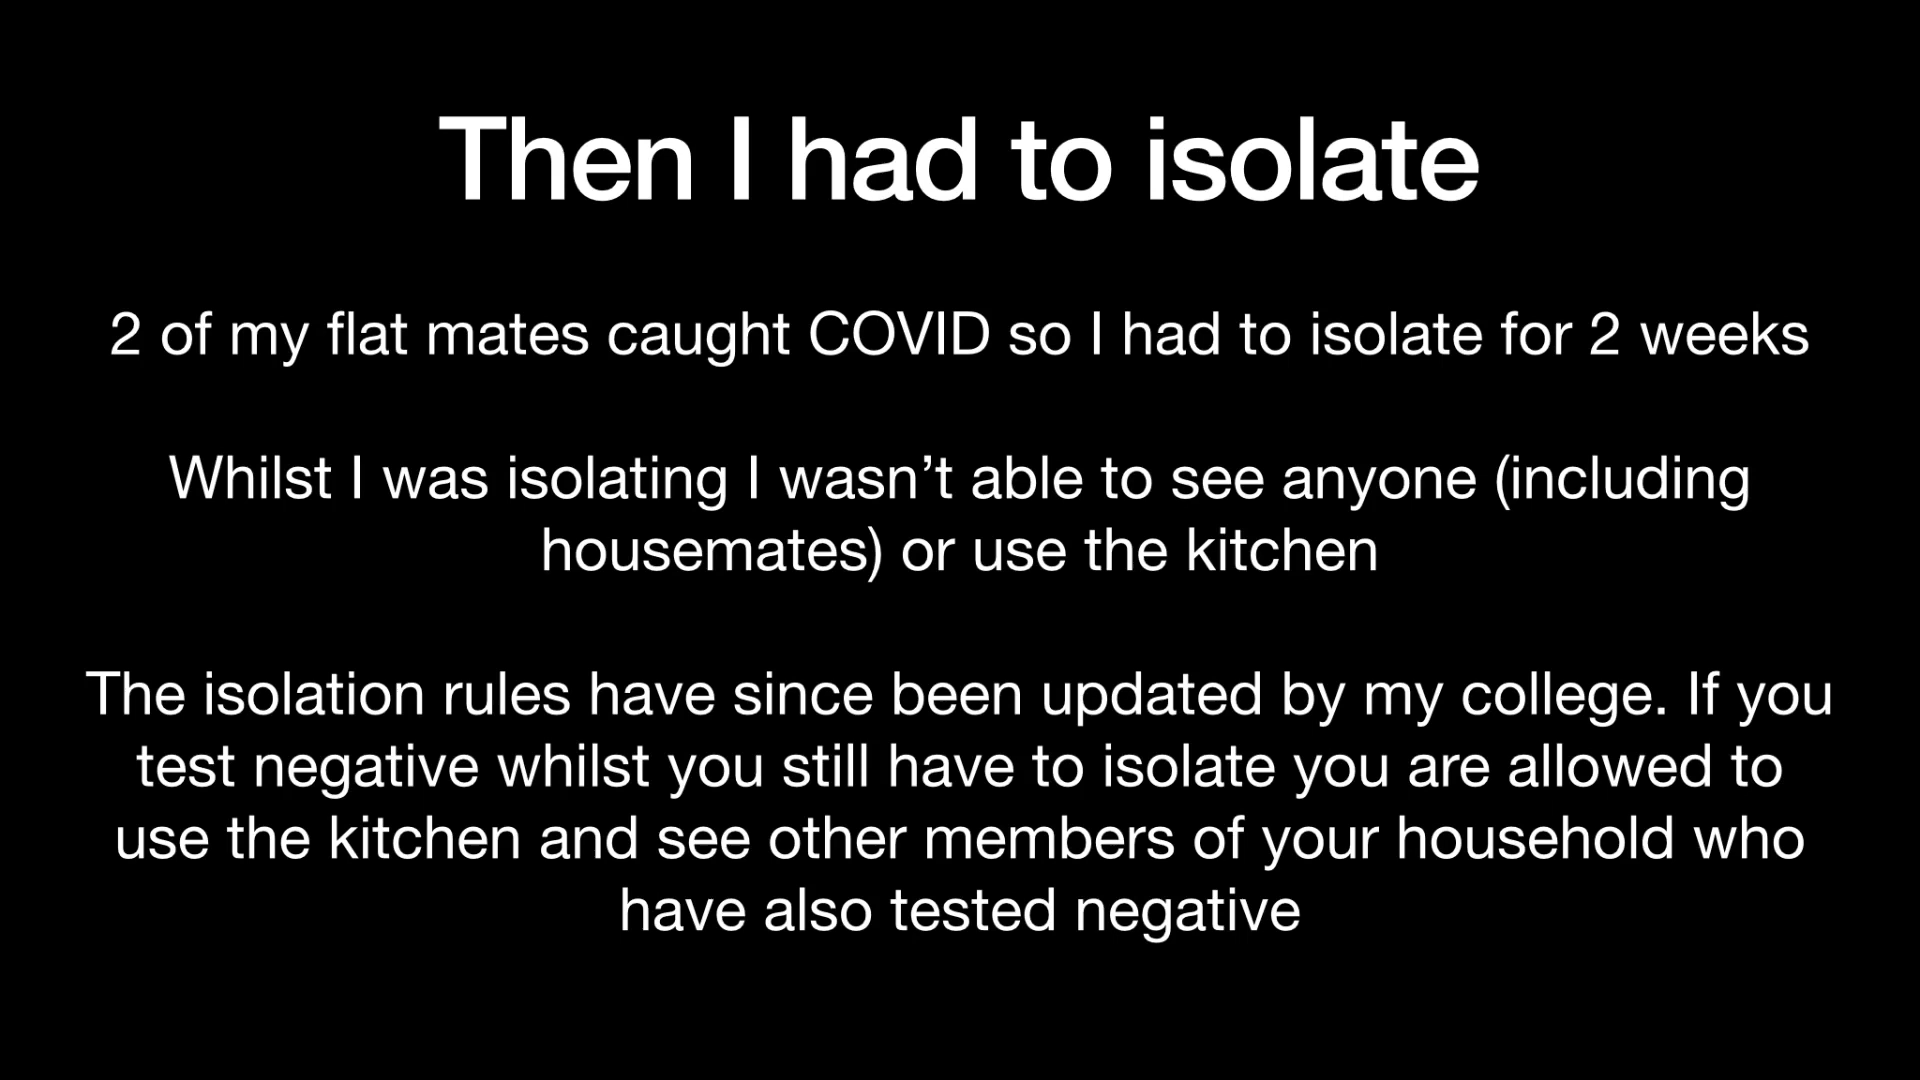 Then I had to isolate
2 of my flat mates caught COVID so I had to isolate for 2 weeks
Whilst I was isolating I wasn’t able to see anyone (including
housemates) or use the kitchen
The isolation rules have since been updated by my college. If you
test negative whilst you still have to isolate you are allowed to
use the kitchen and see other members of your household who
have also tested negative